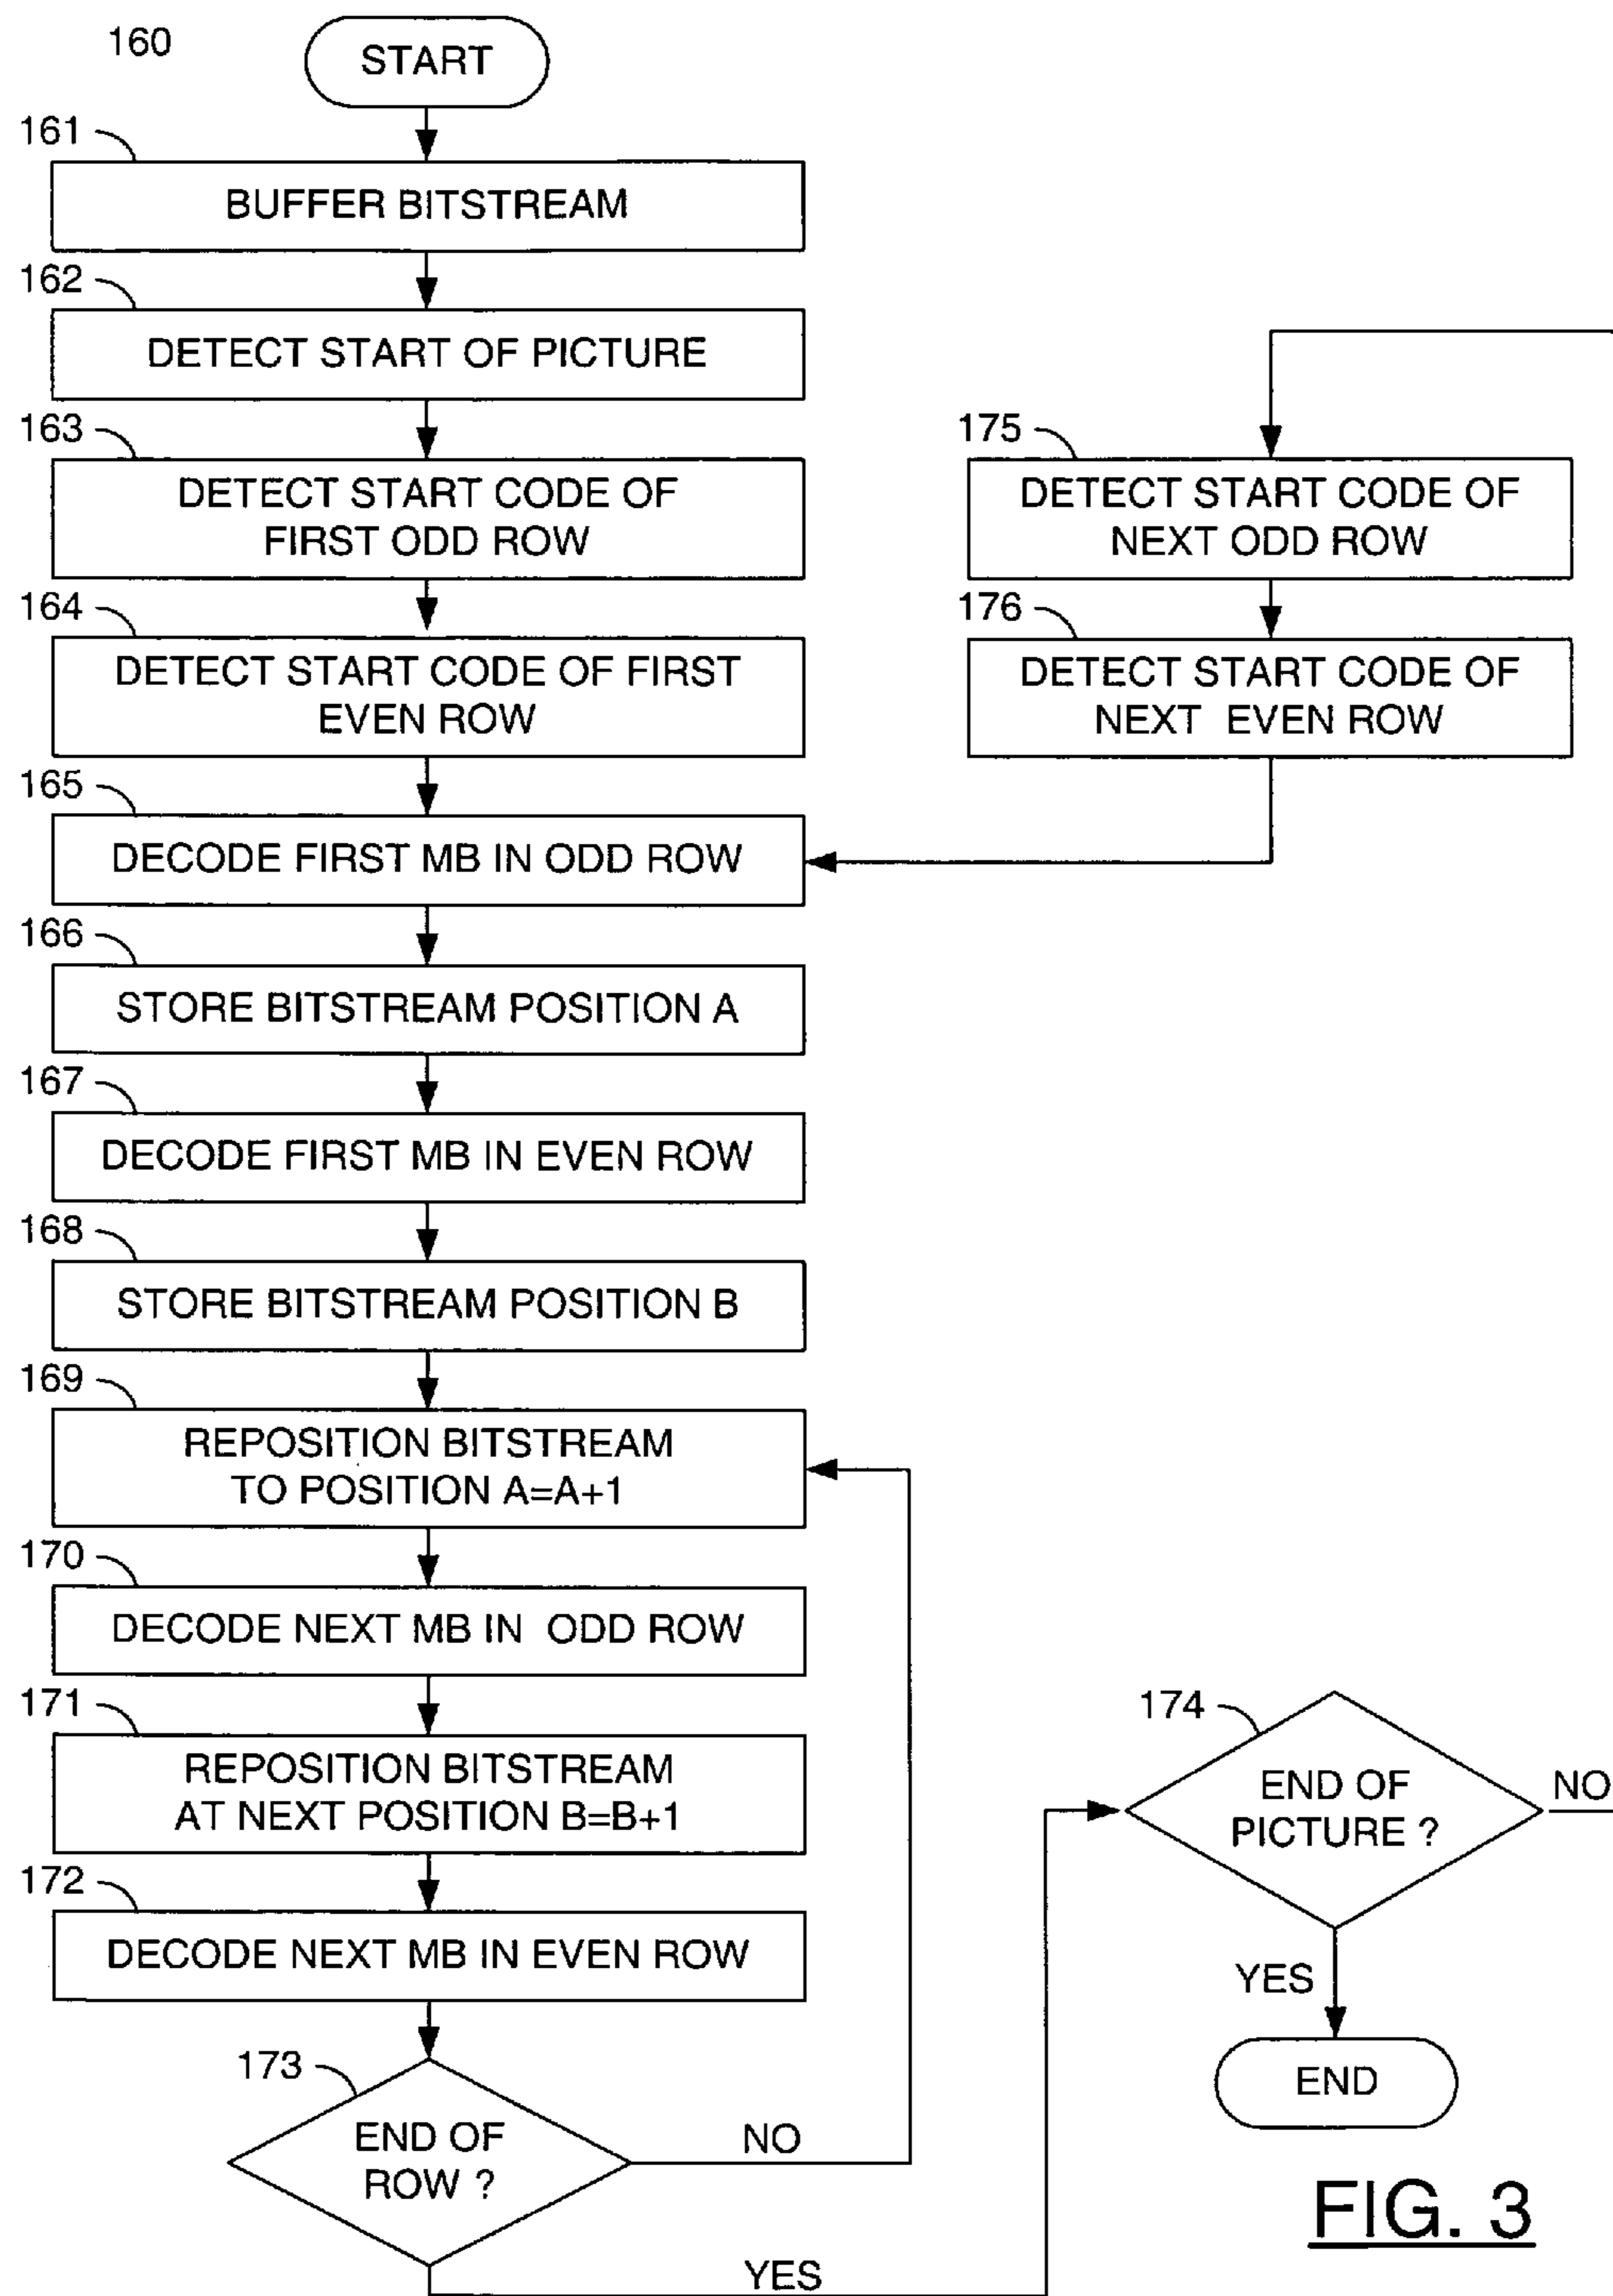 160
START
161
BUFFER BITSTREAM
162
DETECT START OF PICTURE
163
DETECT START CODE OF
FIRST ODD ROW
164
DETECT START CODE OF FIRST
EVEN ROW
165
DECODE FIRST MB IN ODD ROW
166
STORE BITSTREAM POSITION A
167
DECODE FIRST MB IN EVEN ROW
168
STORE BITSTREAM POSITION B
169
REPOSITION BITSTREAM
TO POSITION A=A+1
170
DECODE NEXT MB IN ODD ROW
171
REPOSITION BITSTREAM
AT NEXT POSITION B=B+1
172
DECODE NEXT MB IN EVEN ROW
173
END OF
ROW ?
NO
YES
174
END OF
PICTURE ?
NO
YES
END
175
DETECT START CODE OF
NEXT ODD ROW
176
DETECT START CODE OF
NEXT EVEN ROW
FIG. 3